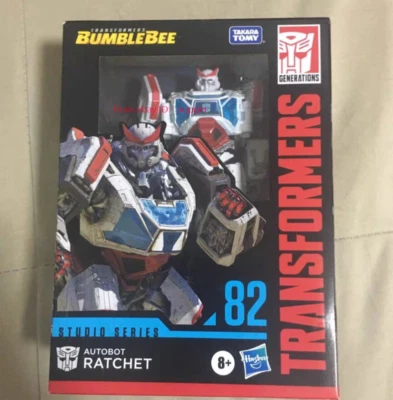 TRANSFORMERS
BUMBLEBEE
TAKARA
TOMY
GENERATIONS
TRANSFORMERS
82
STUDIO SERIES
AUTOBOT
RATCHET
8+
Hasbro